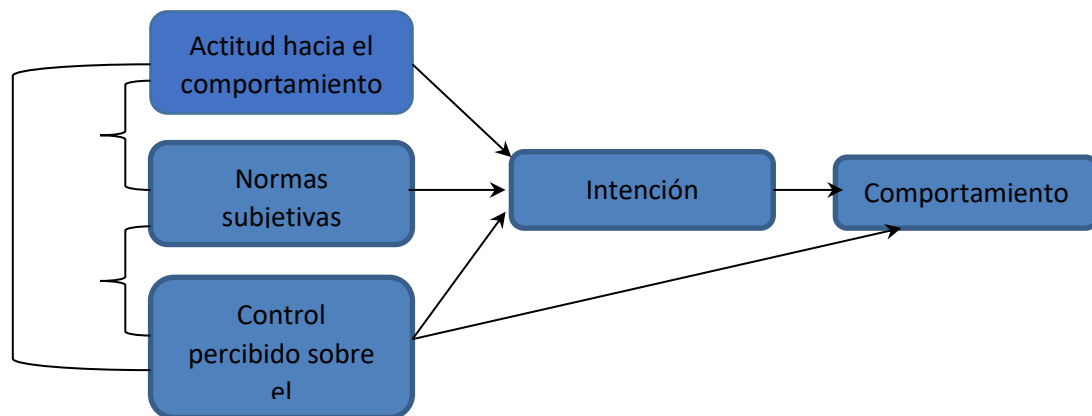 Actitud hacia el
comportamiento
Normas
subjetivas
Control
percibido sobre
el
Intención
Comportamiento